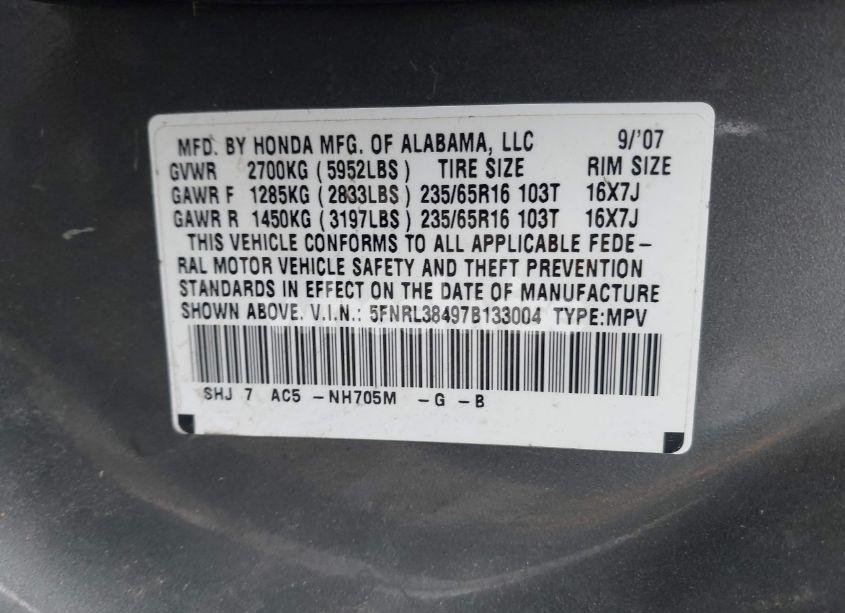 MFD. BY HONDA MFG. OF ALABAMA, LLC 9/'07
GVWR 2700KG ( 5952LBS ) TIRE SIZE RIM SIZE
GAWR F 1285KG ( 2833LBS ) 235/65R16 103T 16X7J
GAWR R 1450KG ( 3197LBS ) 235/65R16 103T 16X7J
THIS VEHICLE CONFORMS TO ALL APPLICABLE FEDE-
RAL MOTOR VEHICLE SAFETY AND THEFT PREVENTION
STANDARDS IN EFFECT ON THE DATE OF MANUFACTURE
SHOWN ABOVE. V.I.N.: 5FNRL38497B133004 TYPE:MPV
SHJ 7 AC5 -NH705M -G -B